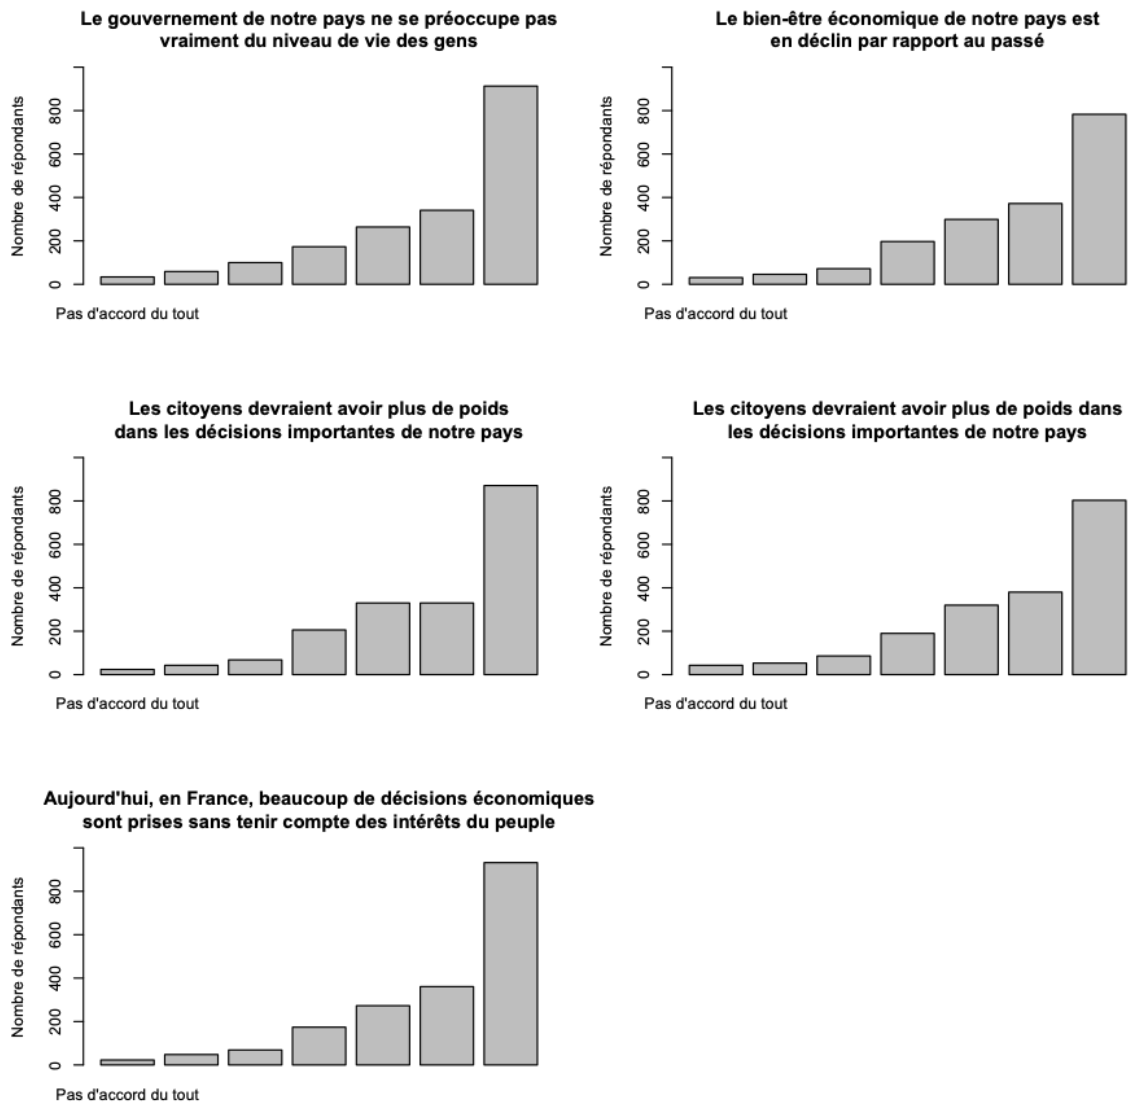 Le gouvernement de notre pays ne se préoccupe pas
vraiment du niveau de vie des gens
Nombre de répondants
0
200
400
600
800
Pas d'accord du tout
Le bien-être économique de notre pays est
en déclin par rapport au passé
Nombre de répondants
0
200
400
600
800
Pas d'accord du tout
Les citoyens devraient avoir plus de poids
dans les décisions importantes de notre pays
Nombre de répondants
0
200
400
600
800
Pas d'accord du tout
Les citoyens devraient avoir plus de poids dans
les décisions importantes de notre pays
Nombre de répondants
0
200
400
600
800
Pas d'accord du tout
Aujourd'hui, en France, beaucoup de décisions économiques
sont prises sans tenir compte des intérêts du peuple
Nombre de répondants
0
200
400
600
800
Pas d'accord du tout